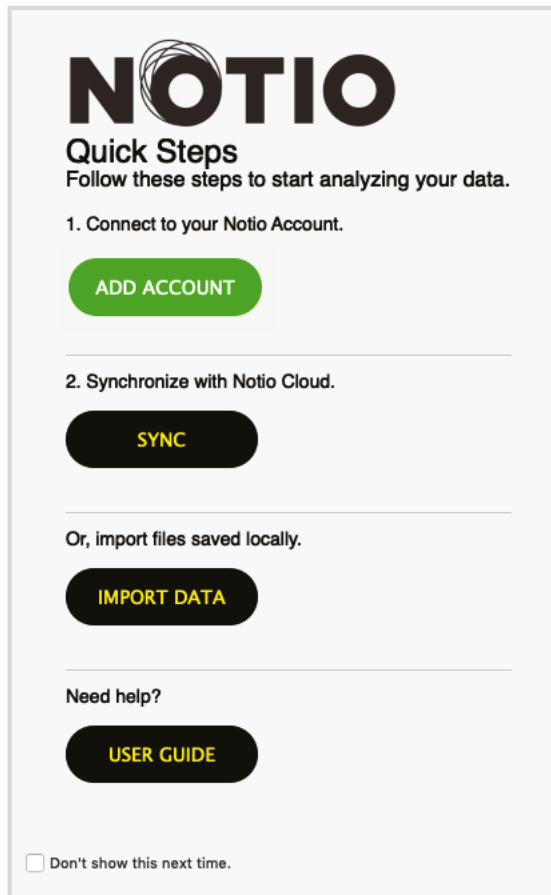 NOTIO
Quick Steps
Follow these steps to start analyzing your data.
1. Connect to your Notio Account.
ADD ACCOUNT
2. Synchronize with Notio Cloud.
SYNC
Or, import files saved locally.
IMPORT DATA
Need help?
USER GUIDE
Don't show this next time.